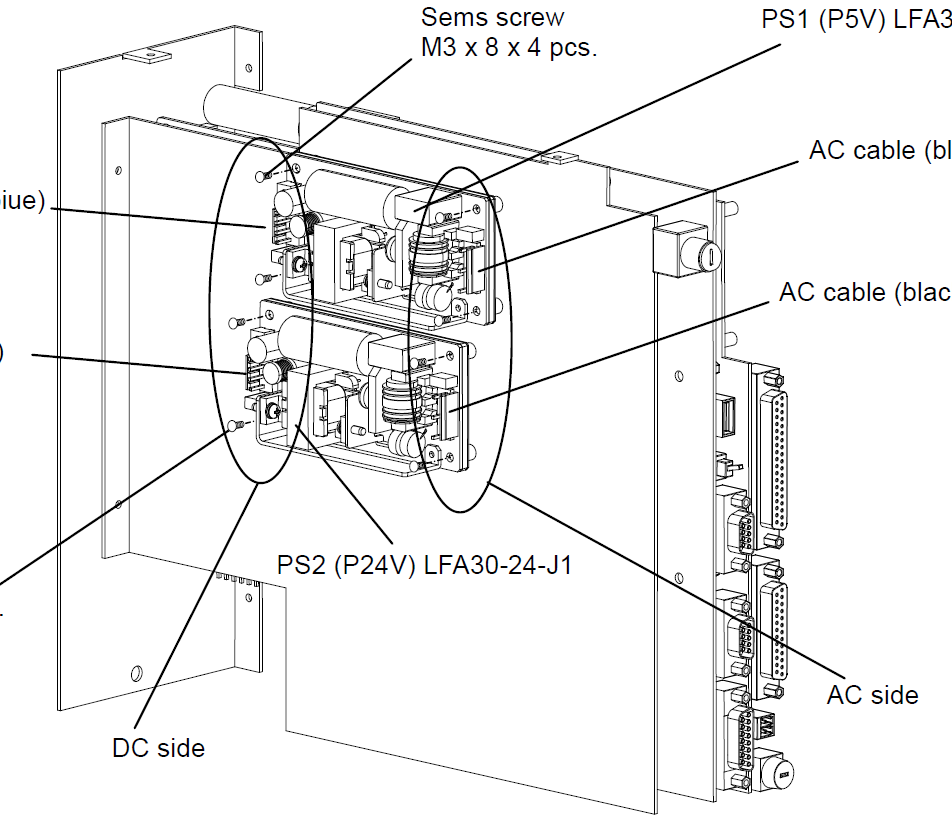 Sems screw
M3 x 8 x 4 pcs.
PS1 (P5V) LFA3
AC cable (bl
iue)
AC cable (blac
)
PS2 (P24V) LFA30-24-J1
AC side
DC side